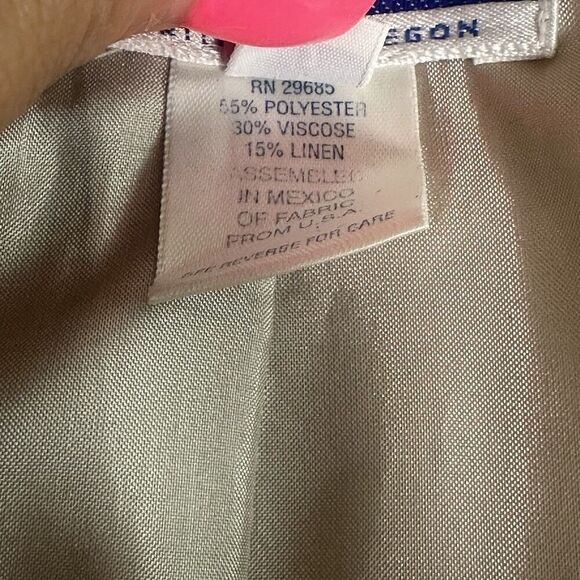 EGON
RN 29685
55% POLYESTER
30% VISCOSE
15% LINEN
ASSEMBLED
IN MEXICO
OF FABRIC
FROM U.S.A.
SEE REVERSE FOR CARE